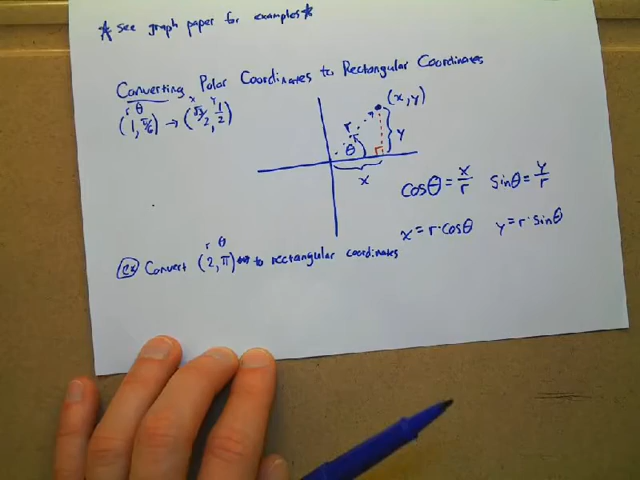 * see graph paper for examples *
Converting Polar Coordinates to Rectangular Coordinates
r θ x y
(1, π/6) → (√3/2, 1/2)
(x, y)
r
y
θ
x
cosθ = x/r sinθ = y/r
x = r·cosθ y = r·sinθ
r θ
ex Convert (2, π) to rectangular coordinates